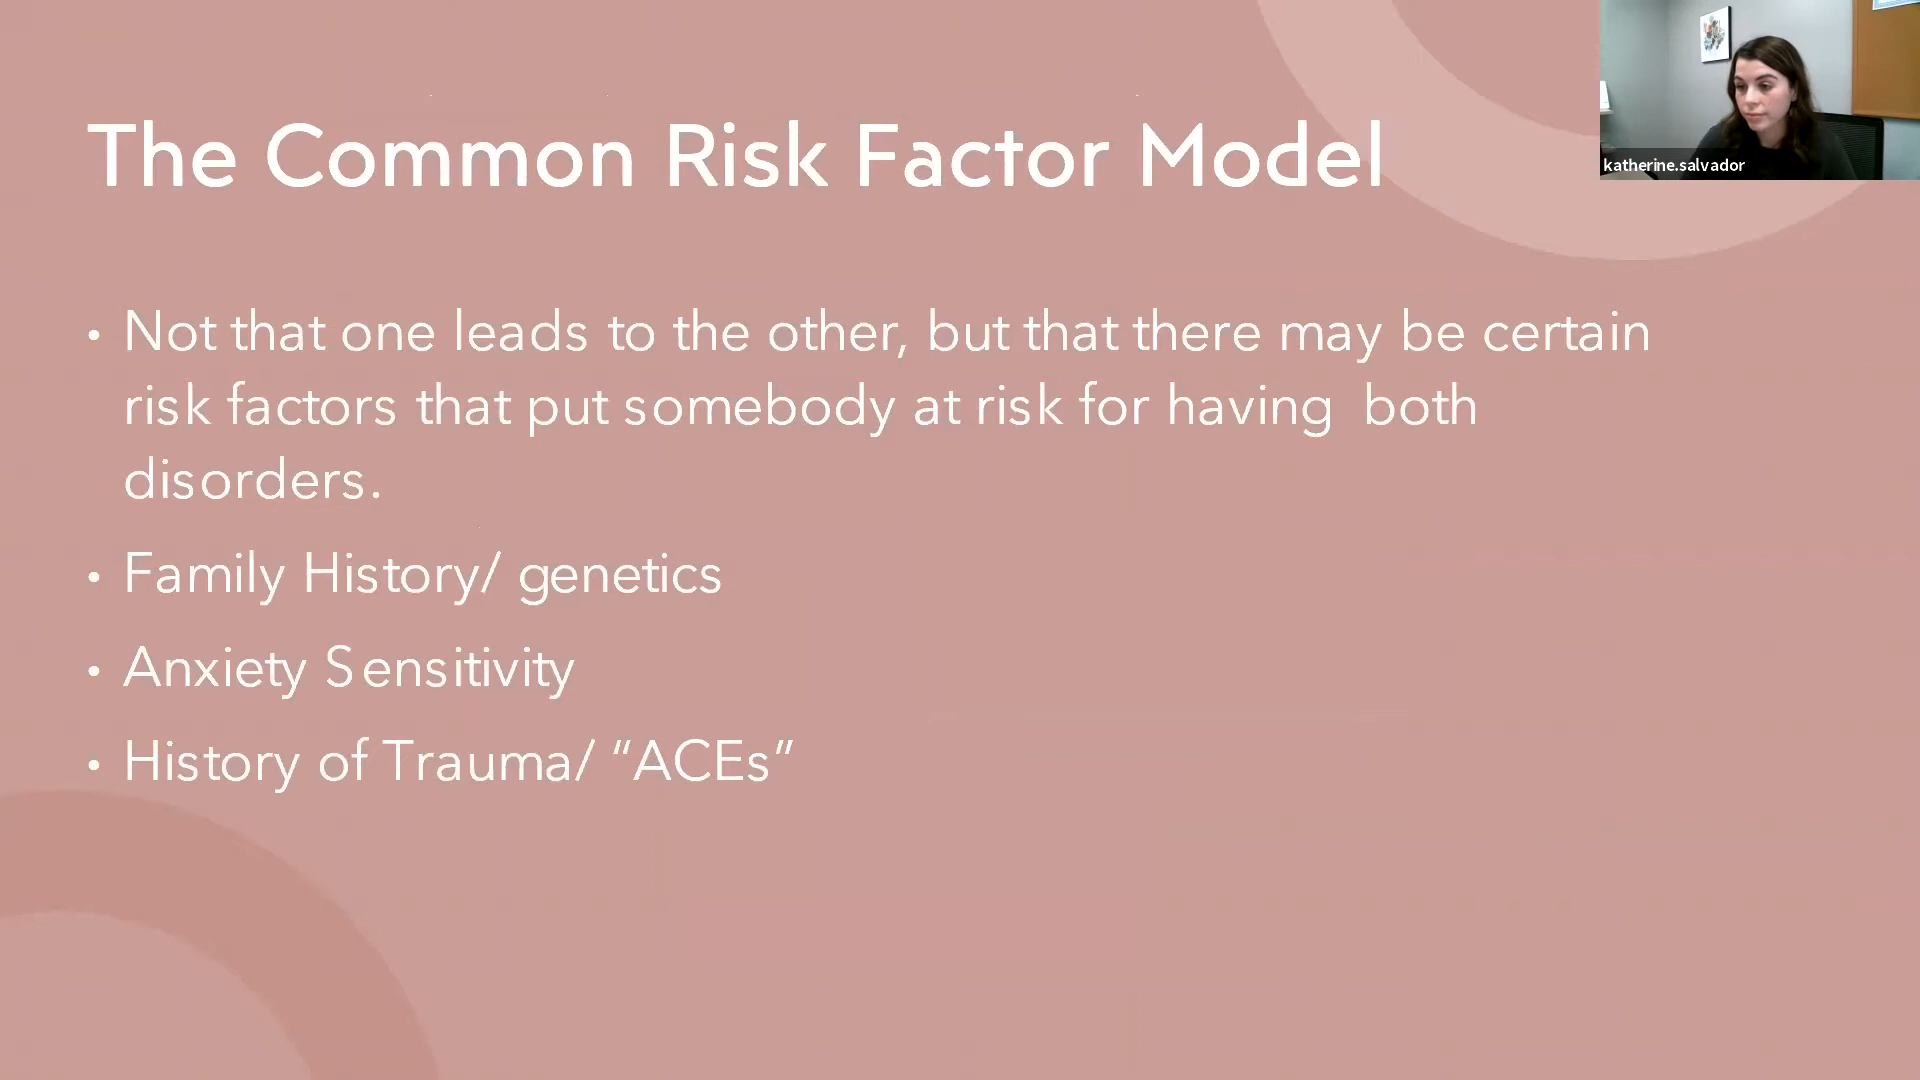 The Common Risk Factor Model
katherine.salvador
• Not that one leads to the other, but that there may be certain
risk factors that put somebody at risk for having both
disorders.
• Family History/ genetics
• Anxiety Sensitivity
• History of Trauma/ “ACEs”